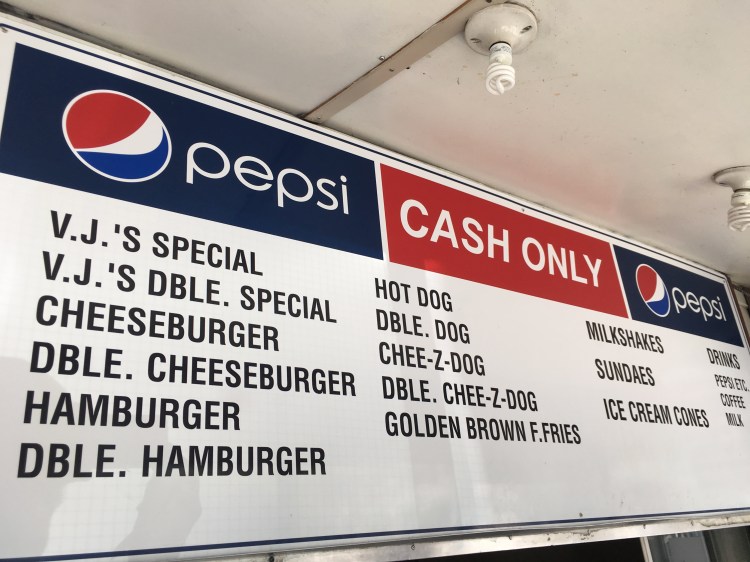 pepsi
CASH ONLY
pepsi
V.J.'S SPECIAL
V.J.'S DBLE. SPECIAL
CHEESEBURGER
DBLE. CHEESEBURGER
HAMBURGER
DBLE. HAMBURGER
HOT DOG
DBLE. DOG
CHEE-Z-DOG
DBLE. CHEE-Z-DOG
GOLDEN BROWN F.FRIES
MILKSHAKES
SUNDAES
ICE CREAM CONES
DRINKS
PEPSI ETC.
COFFEE
MILK